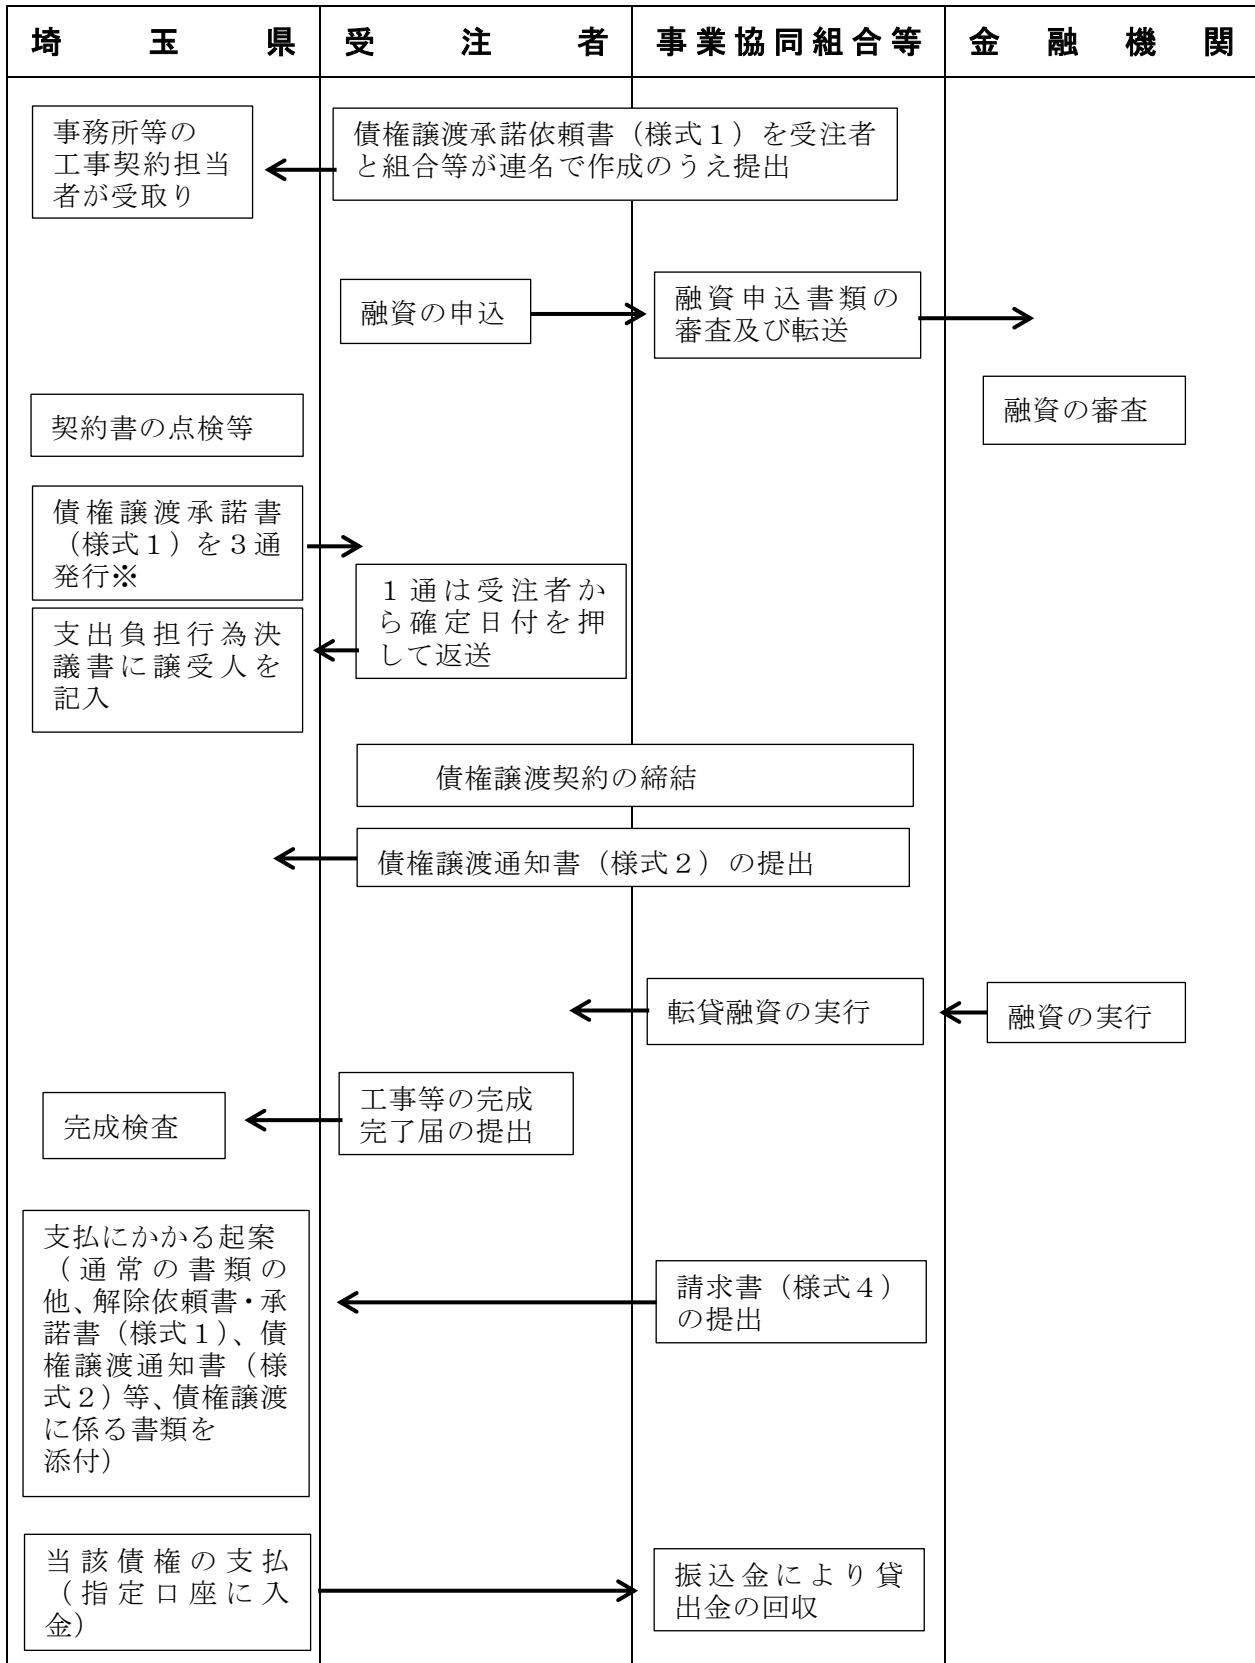 埼玉県
受注者
事業協同組合等
金融機関
事務所等の
工事契約担当
者が受取り
債権譲渡承諾依頼書（様式１）を受注者
と組合等が連名で作成のうえ提出
融資の申込
融資申込書類の
審査及び転送
融資の審査
契約書の点検等
債権譲渡承諾書
（様式１）を３通
発行※
１通は受注者か
ら確定日付を押
して返送
支出負担行為決
議書に譲受人を
記入
債権譲渡契約の締結
債権譲渡通知書（様式２）の提出
転貸融資の実行
融資の実行
工事等の完成
完了届の提出
完成検査
支払にかかる起案
（通常の書類の
他、解除依頼書・承
諾書（様式１）、債
権譲渡通知書（様
式２）等、債権譲渡
に係る書類を
添付）
請求書（様式４）
の提出
当該債権の支払
（指定口座に入
金）
振込金により貸
出金の回収